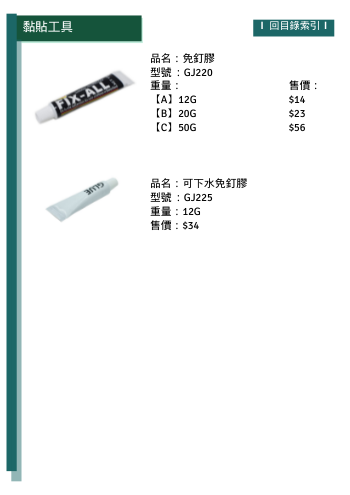 黏貼工具
I 回目錄索引 I
品名：免釘膠
型號：GJ220
重量： 售價：
【A】12G $14
【B】20G $23
【C】50G $56
FIX-ALL
品名：可下水免釘膠
型號：GJ225
重量：12G
售價：$34
GLUE